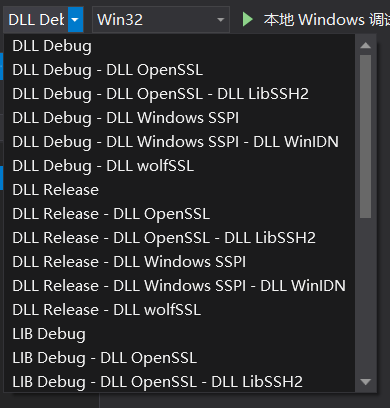 DLL Deb Win32 本地 Windows 调
DLL Debug
DLL Debug - DLL OpenSSL
DLL Debug - DLL OpenSSL - DLL LibSSH2
DLL Debug - DLL Windows SSPI
DLL Debug - DLL Windows SSPI - DLL WinIDN
DLL Debug - DLL wolfSSL
DLL Release
DLL Release - DLL OpenSSL
DLL Release - DLL OpenSSL - DLL LibSSH2
DLL Release - DLL Windows SSPI
DLL Release - DLL Windows SSPI - DLL WinIDN
DLL Release - DLL wolfSSL
LIB Debug
LIB Debug - DLL OpenSSL
LIB Debug - DLL OpenSSL - DLL LibSSH2